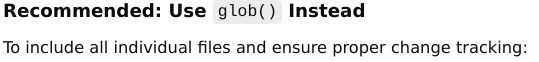 Recommended: Use glob() Instead
To include all individual files and ensure proper change tracking: